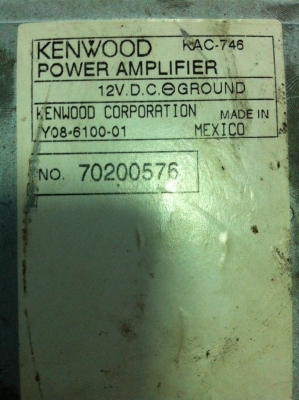 KENWOOD KAC-746
POWER AMPLIFIER
12V.D.C.⊖GROUND
KENWOOD CORPORATION MADE IN
Y08-6100-01 MEXICO
NO. 70200576